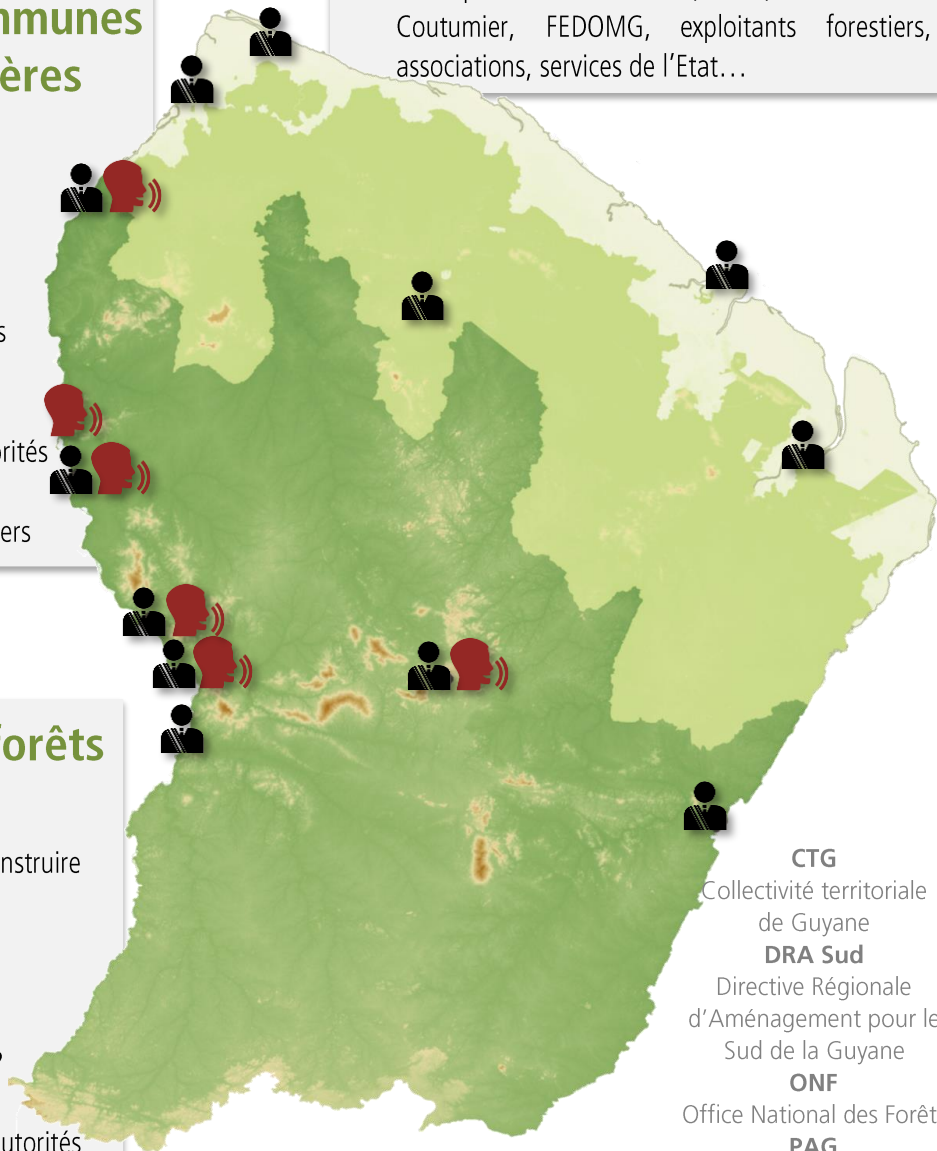 Coutumier, FEDOMG, exploitants forestiers,
associations, services de l'Etat…
CTG
Collectivité territoriale
de Guyane
DRA Sud
Directive Régionale
d'Aménagement pour le
Sud de la Guyane
ONF
Office National des Forêt
PAG
mmunes
ères
s
rités
ers
forêts
nstruire
utorités